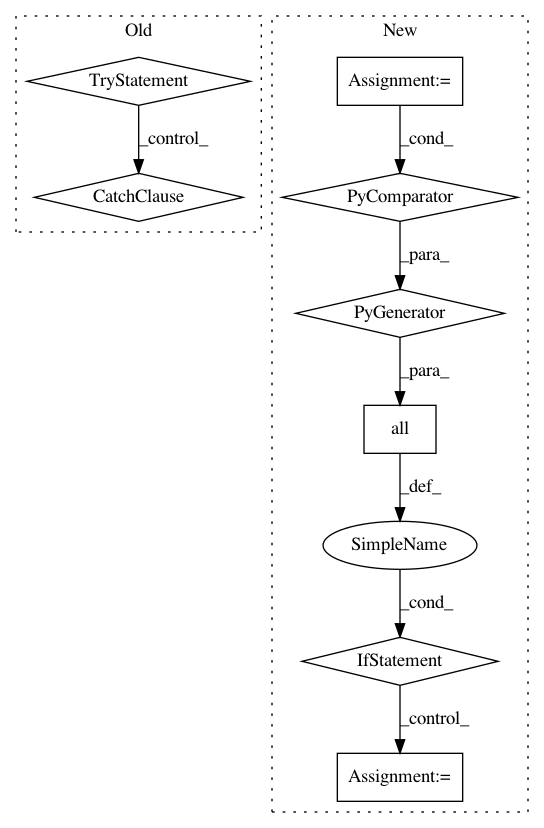 Old
TryStatement
_control_
CatchClause
New
Assignment:=
_cond_
PyComparator
_para_
PyGenerator
_para_
all
_def_
SimpleName
_cond_
IfStatement
_control_
Assignment:=